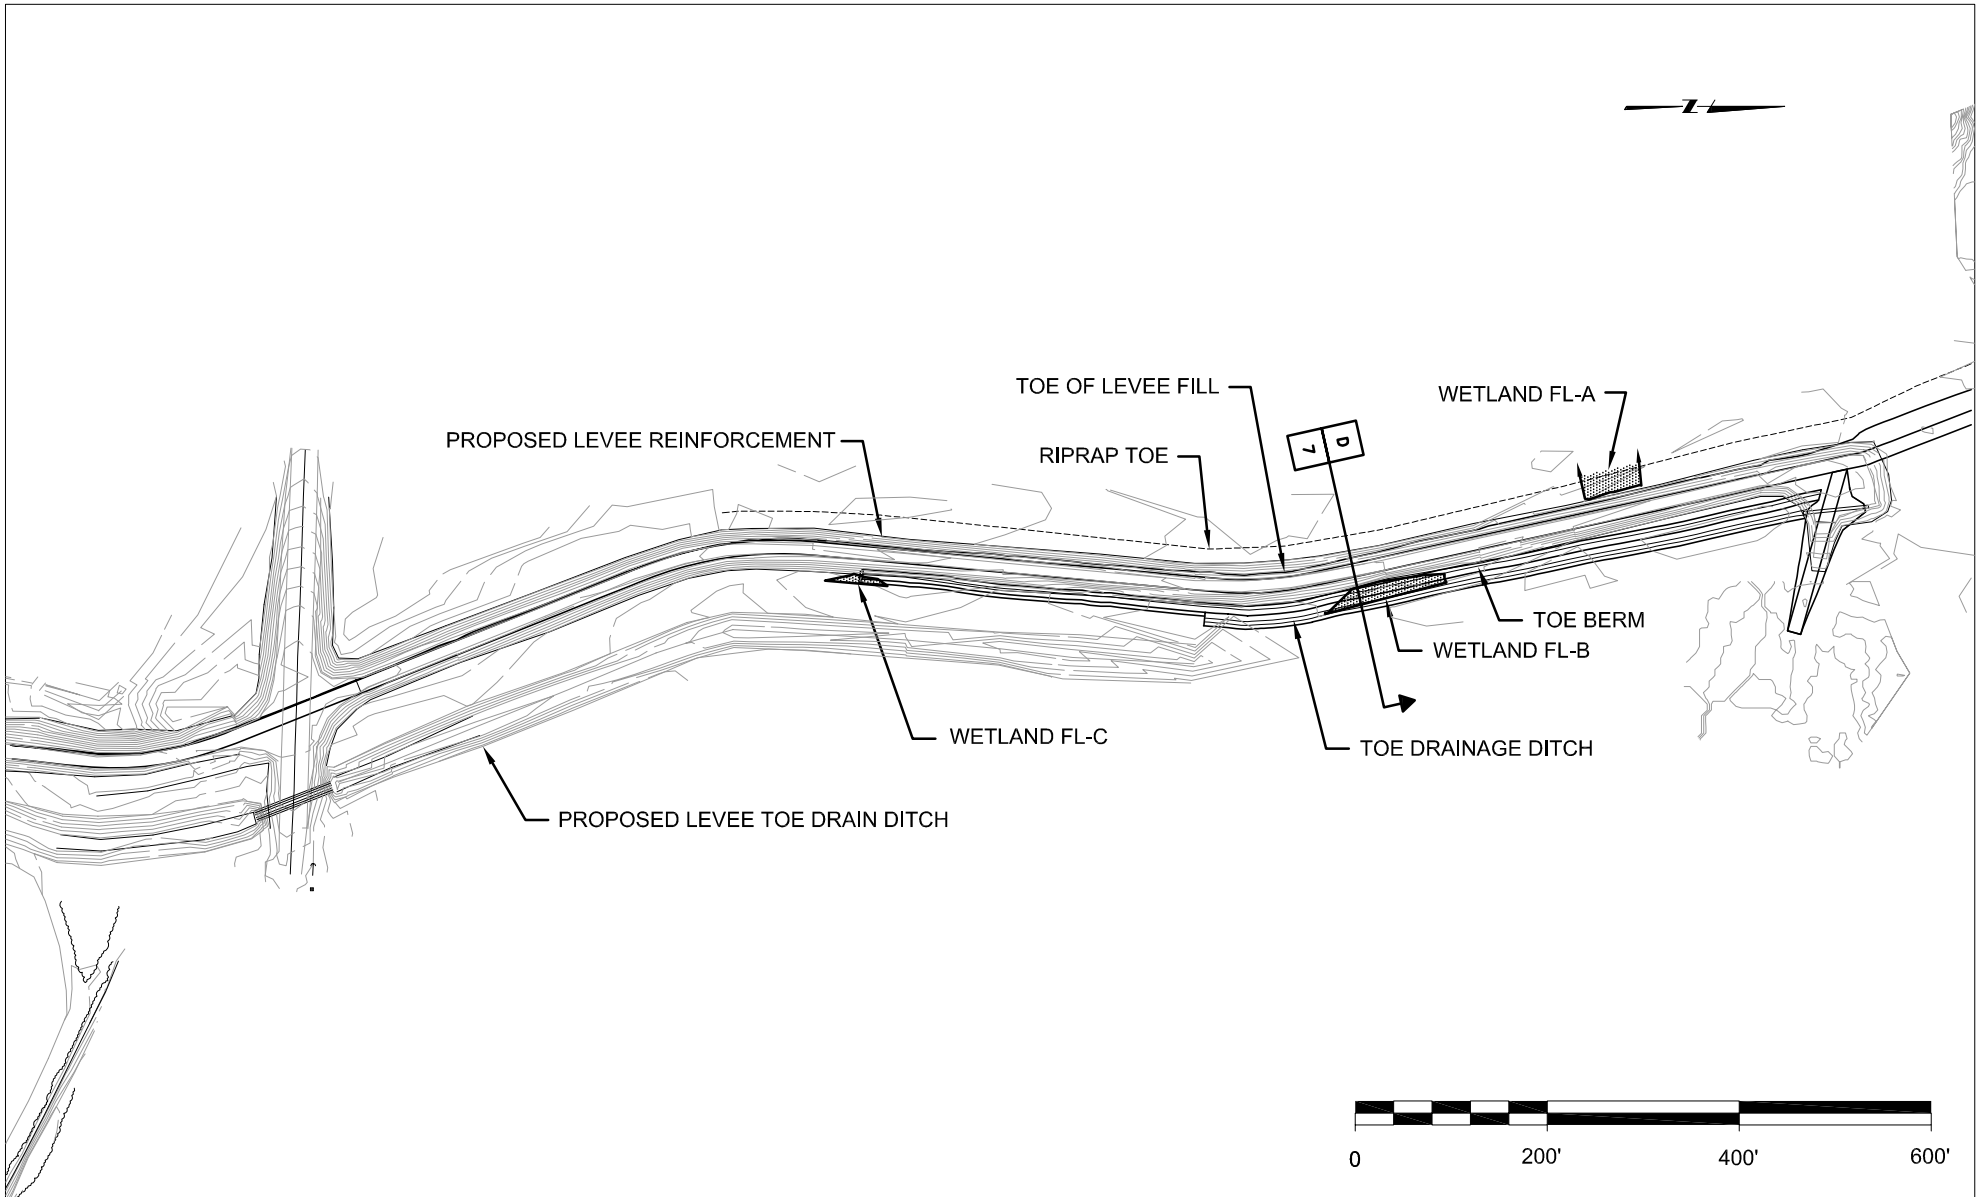 Z
TOE OF LEVEE FILL
WETLAND FL-A
PROPOSED LEVEE REINFORCEMENT
RIPRAP TOE
D
7
TOE BERM
WETLAND FL-B
WETLAND FL-C
TOE DRAINAGE DITCH
PROPOSED LEVEE TOE DRAIN DITCH
0 200' 400' 600'